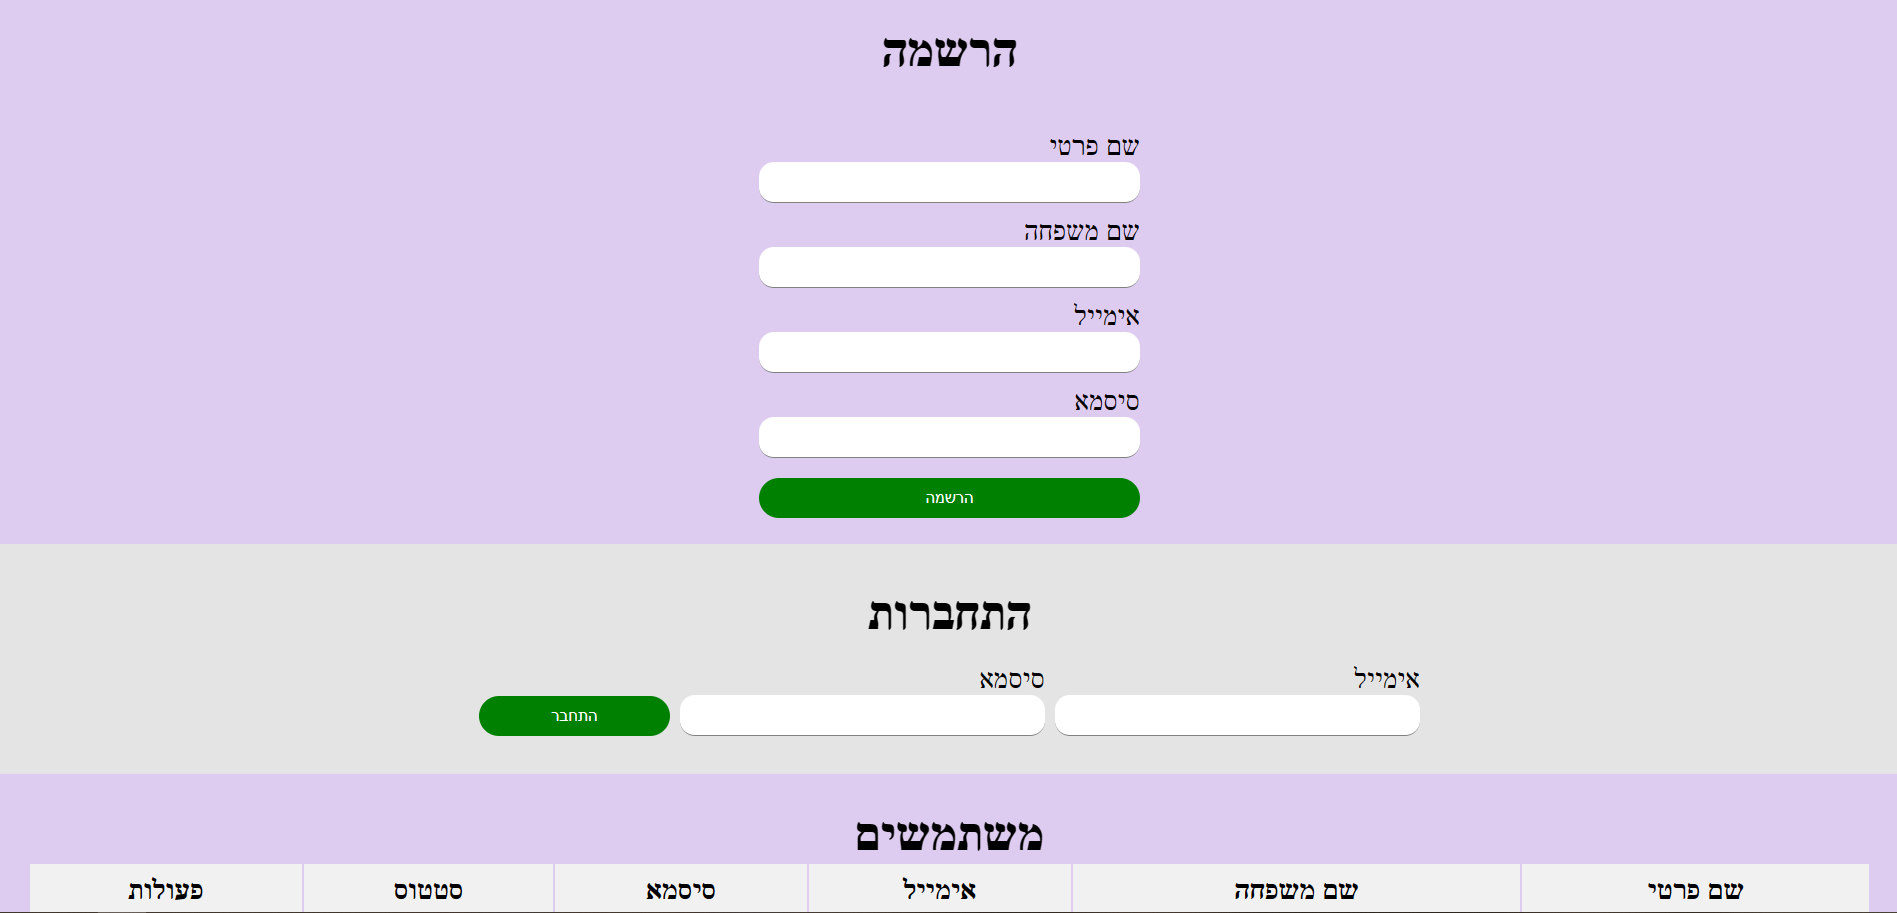 הרשמה
שם פרטי
שם משפחה
אימייל
סיסמא
הרשמה
התחברות
אימייל סיסמא
התחבר
משתמשים
שם פרטי שם משפחה אימייל סיסמא סטטוס פעולות